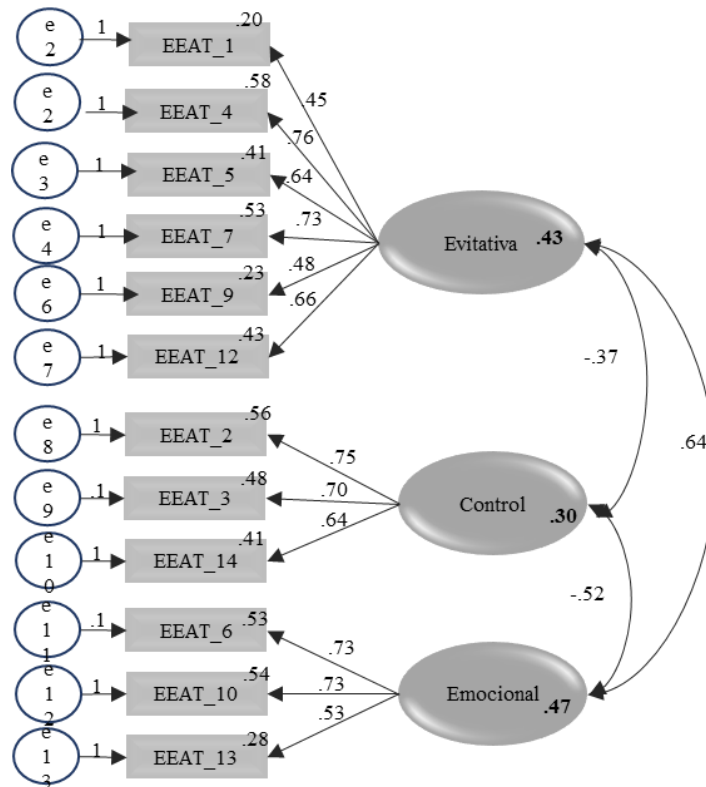 e
2
1
.20
EEAT_1
.45
e
2
1
.58
EEAT_4
.76
e
3
1
.41
EEAT_5
.64
e
4
1
.53
EEAT_7
.73
e
6
1
.23
EEAT_9
.48
e
7
1
.43
EEAT_12
.66
Evitativa
.43
-.37
.64
e
8
1
.56
EEAT_2
.75
e
9
.1
.48
EEAT_3
.70
e
1
0
1
.41
EEAT_14
.64
Control
.30
-.52
e
1
1
.1
.53
EEAT_6
.73
e
1
2
1
.54
EEAT_10
.73
e
1
3
1
.28
EEAT_13
.53
Emocional
.47